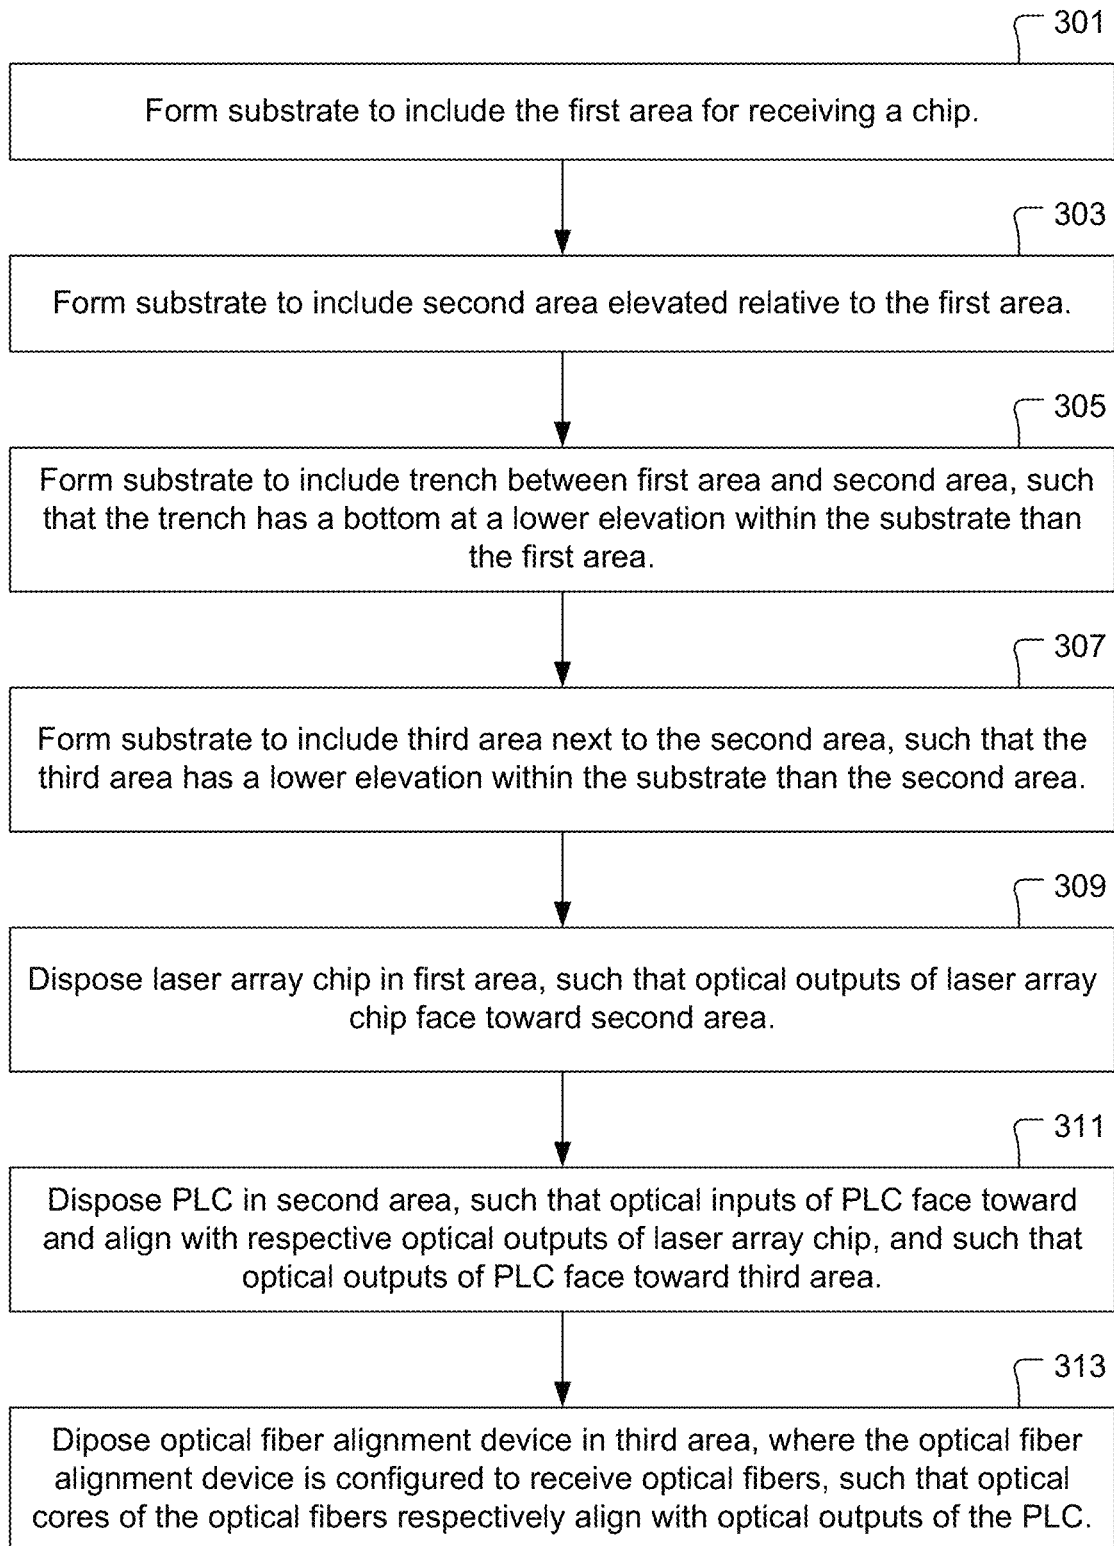 301
Form substrate to include the first area for receiving a chip.
303
Form substrate to include second area elevated relative to the first area.
305
Form substrate to include trench between first area and second area, such
that the trench has a bottom at a lower elevation within the substrate than
the first area.
307
Form substrate to include third area next to the second area, such that the
third area has a lower elevation within the substrate than the second area.
309
Dispose laser array chip in first area, such that optical outputs of laser array
chip face toward second area.
311
Dispose PLC in second area, such that optical inputs of PLC face toward
and align with respective optical outputs of laser array chip, and such that
optical outputs of PLC face toward third area.
313
Dipose optical fiber alignment device in third area, where the optical fiber
alignment device is configured to receive optical fibers, such that optical
cores of the optical fibers respectively align with optical outputs of the PLC.